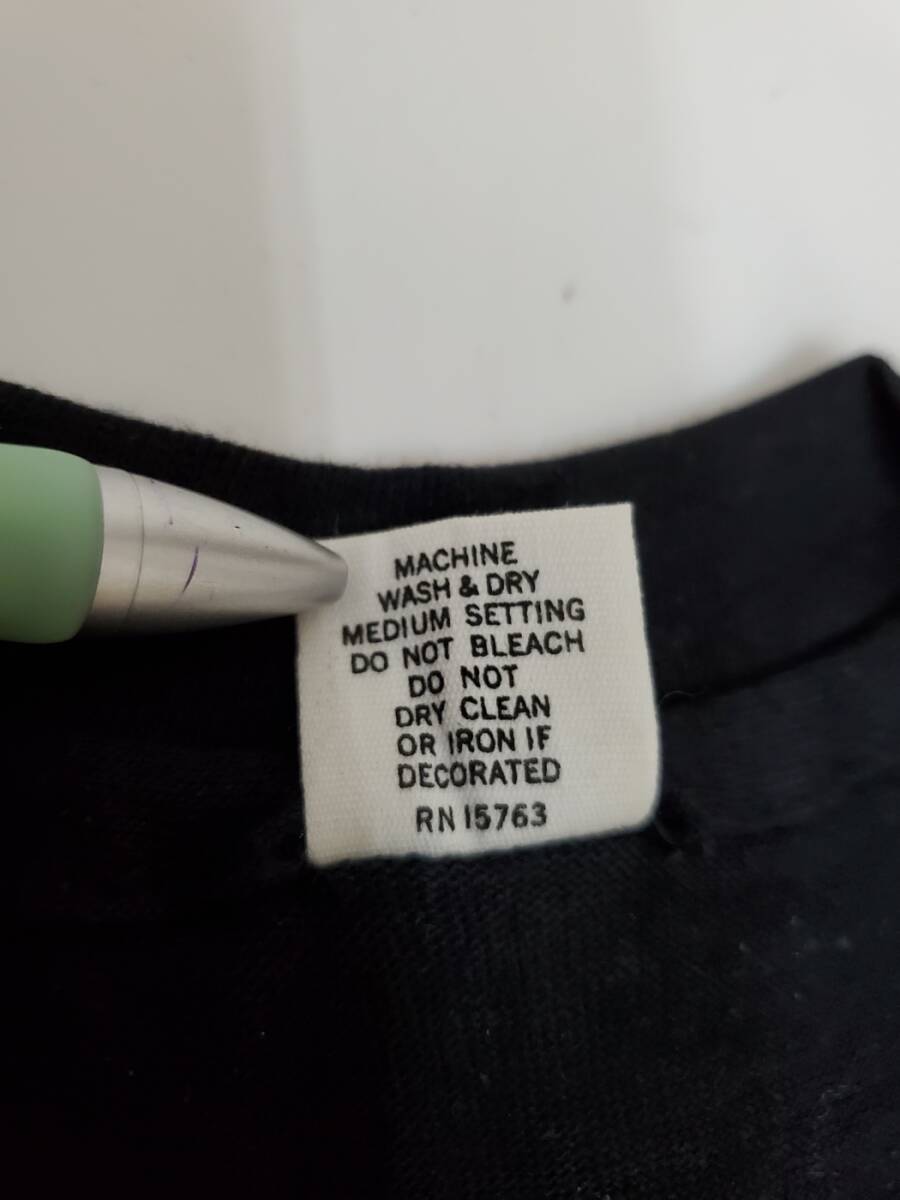 MACHINE
WASH & DRY
MEDIUM SETTING
DO NOT BLEACH
DO NOT
DRY CLEAN
OR IRON IF
DECORATED
RN 15763